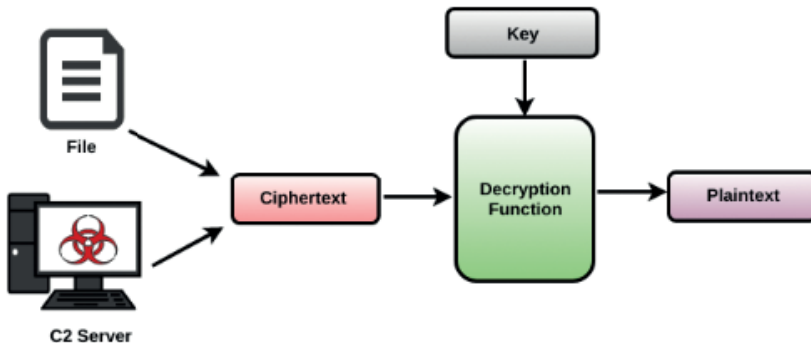 Key
File
Ciphertext
Decryption
Function
Plaintext
C2 Server